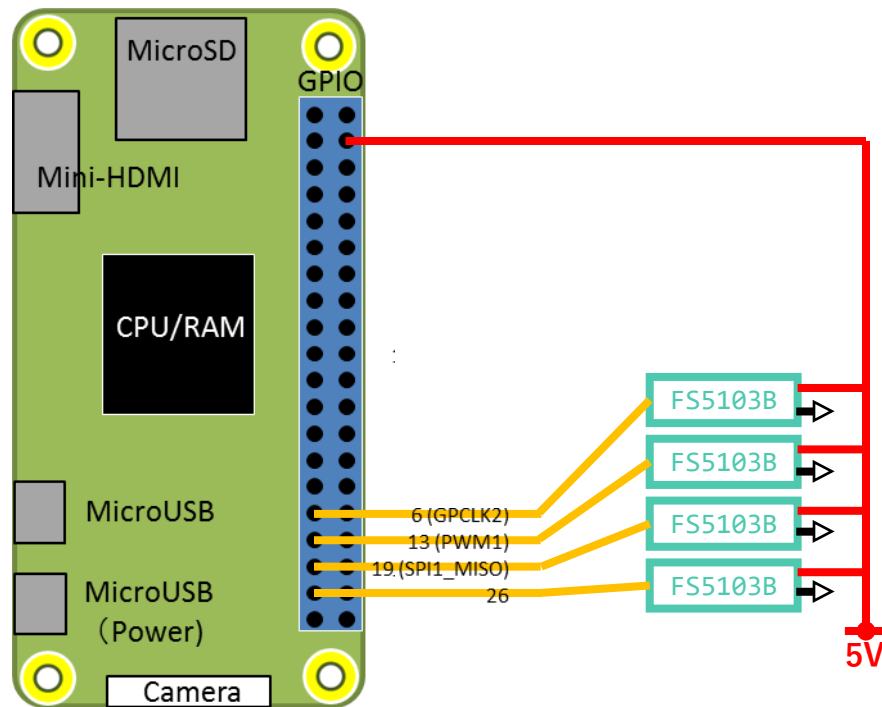 MicroSD
GPIO
Mini-HDMI
CPU/RAM
FS5103B
FS5103B
MicroUSB
6 (GPCLK2)
13 (PWM1)
FS5103B
19.(SPI1_MISO)
MicroUSB
（Power)
26
FS5103B
5V
Camera